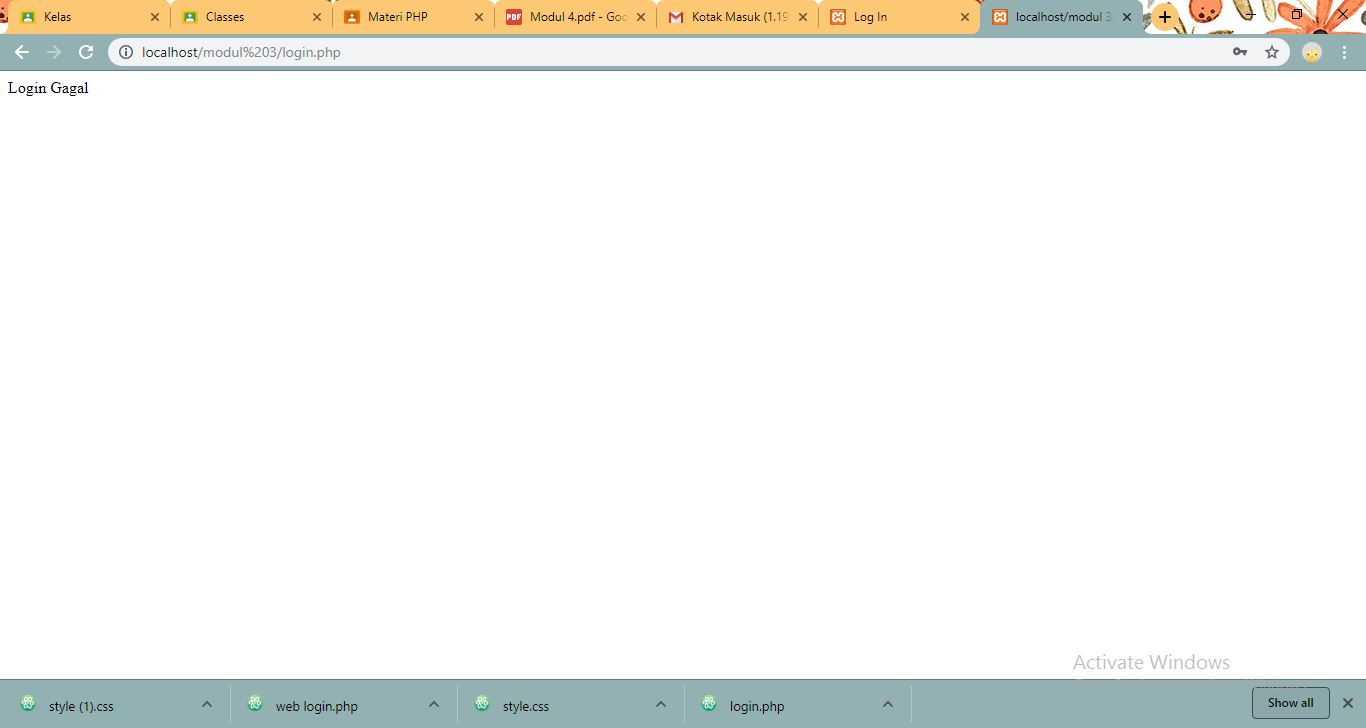 Kelas
Classes
Materi PHP
Modul 4.pdf - Goo
Kotak Masuk (1.19
Log In
localhost/modul 3
localhost/modul%203/login.php
Login Gagal
Activate Windows
style (1).css
web login.php
style.css
login.php
Show all